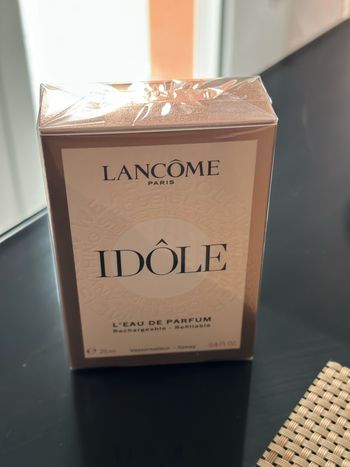 LANCÔME
PARIS
IDÔLE
L'EAU DE PARFUM
Rechargeable - Refillable
℮ 25 ml Vaporisateur - Spray 0.8 FL.OZ.